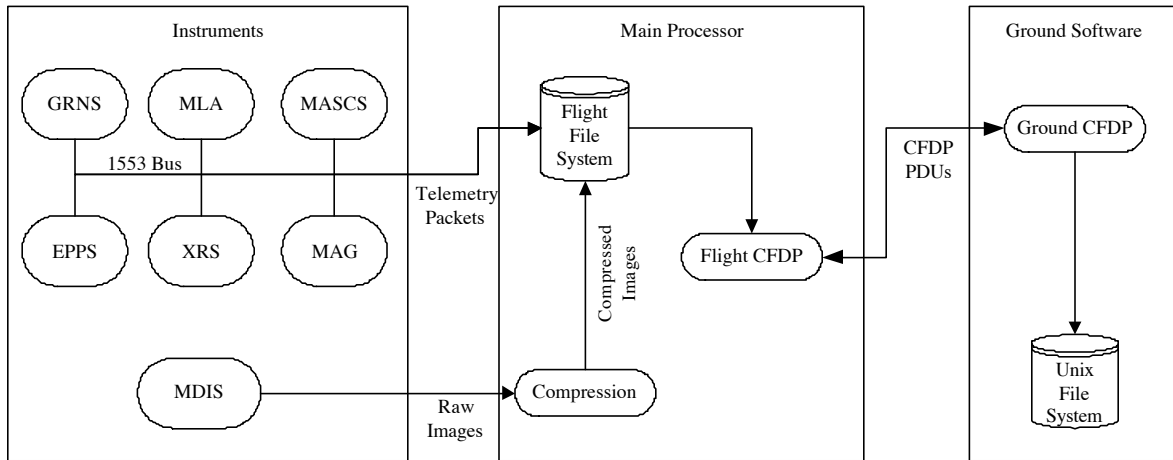 Instruments
Main Processor
Ground Software
GRNS
MLA
MASCS
1553 Bus
EPPS
XRS
MAG
MDIS
Telemetry
Packets
Raw
Images
Flight
File
System
Compressed
Images
Compression
Flight CFDP
CFDP
PDUs
Ground CFDP
Unix
File
System